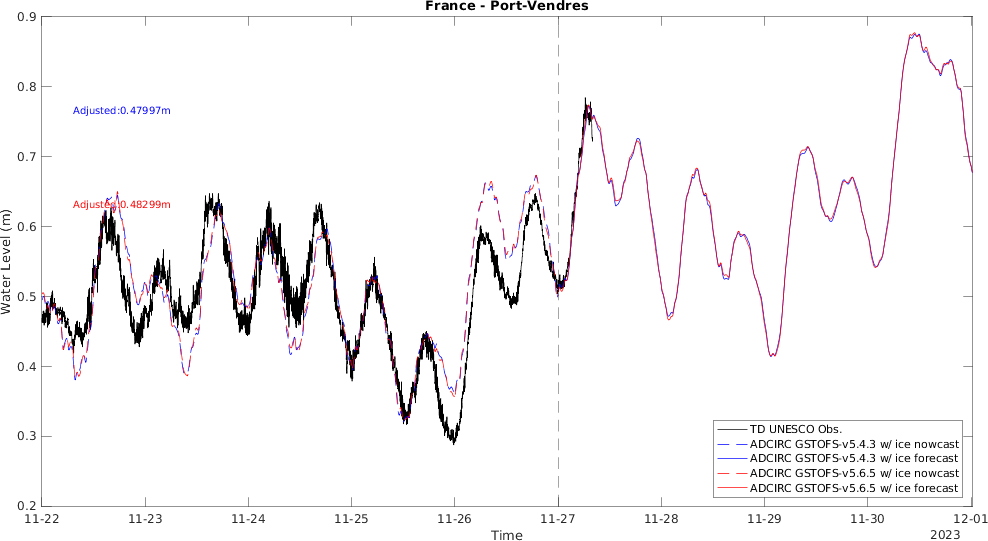 France - Port-Vendres
0.9
0.8
0.7
0.6
0.5
0.4
0.3
0.2
Water Level (m)
Adjusted:0.47997m
Adjusted:0.48299m
TD UNESCO Obs.
ADCIRC GSTOFS-v5.4.3 w/ ice nowcast
ADCIRC GSTOFS-v5.4.3 w/ ice forecast
ADCIRC GSTOFS-v5.6.5 w/ ice nowcast
ADCIRC GSTOFS-v5.6.5 w/ ice forecast
11-22 11-23 11-24 11-25 11-26 11-27 11-28 11-29 11-30 12-01
Time
2023